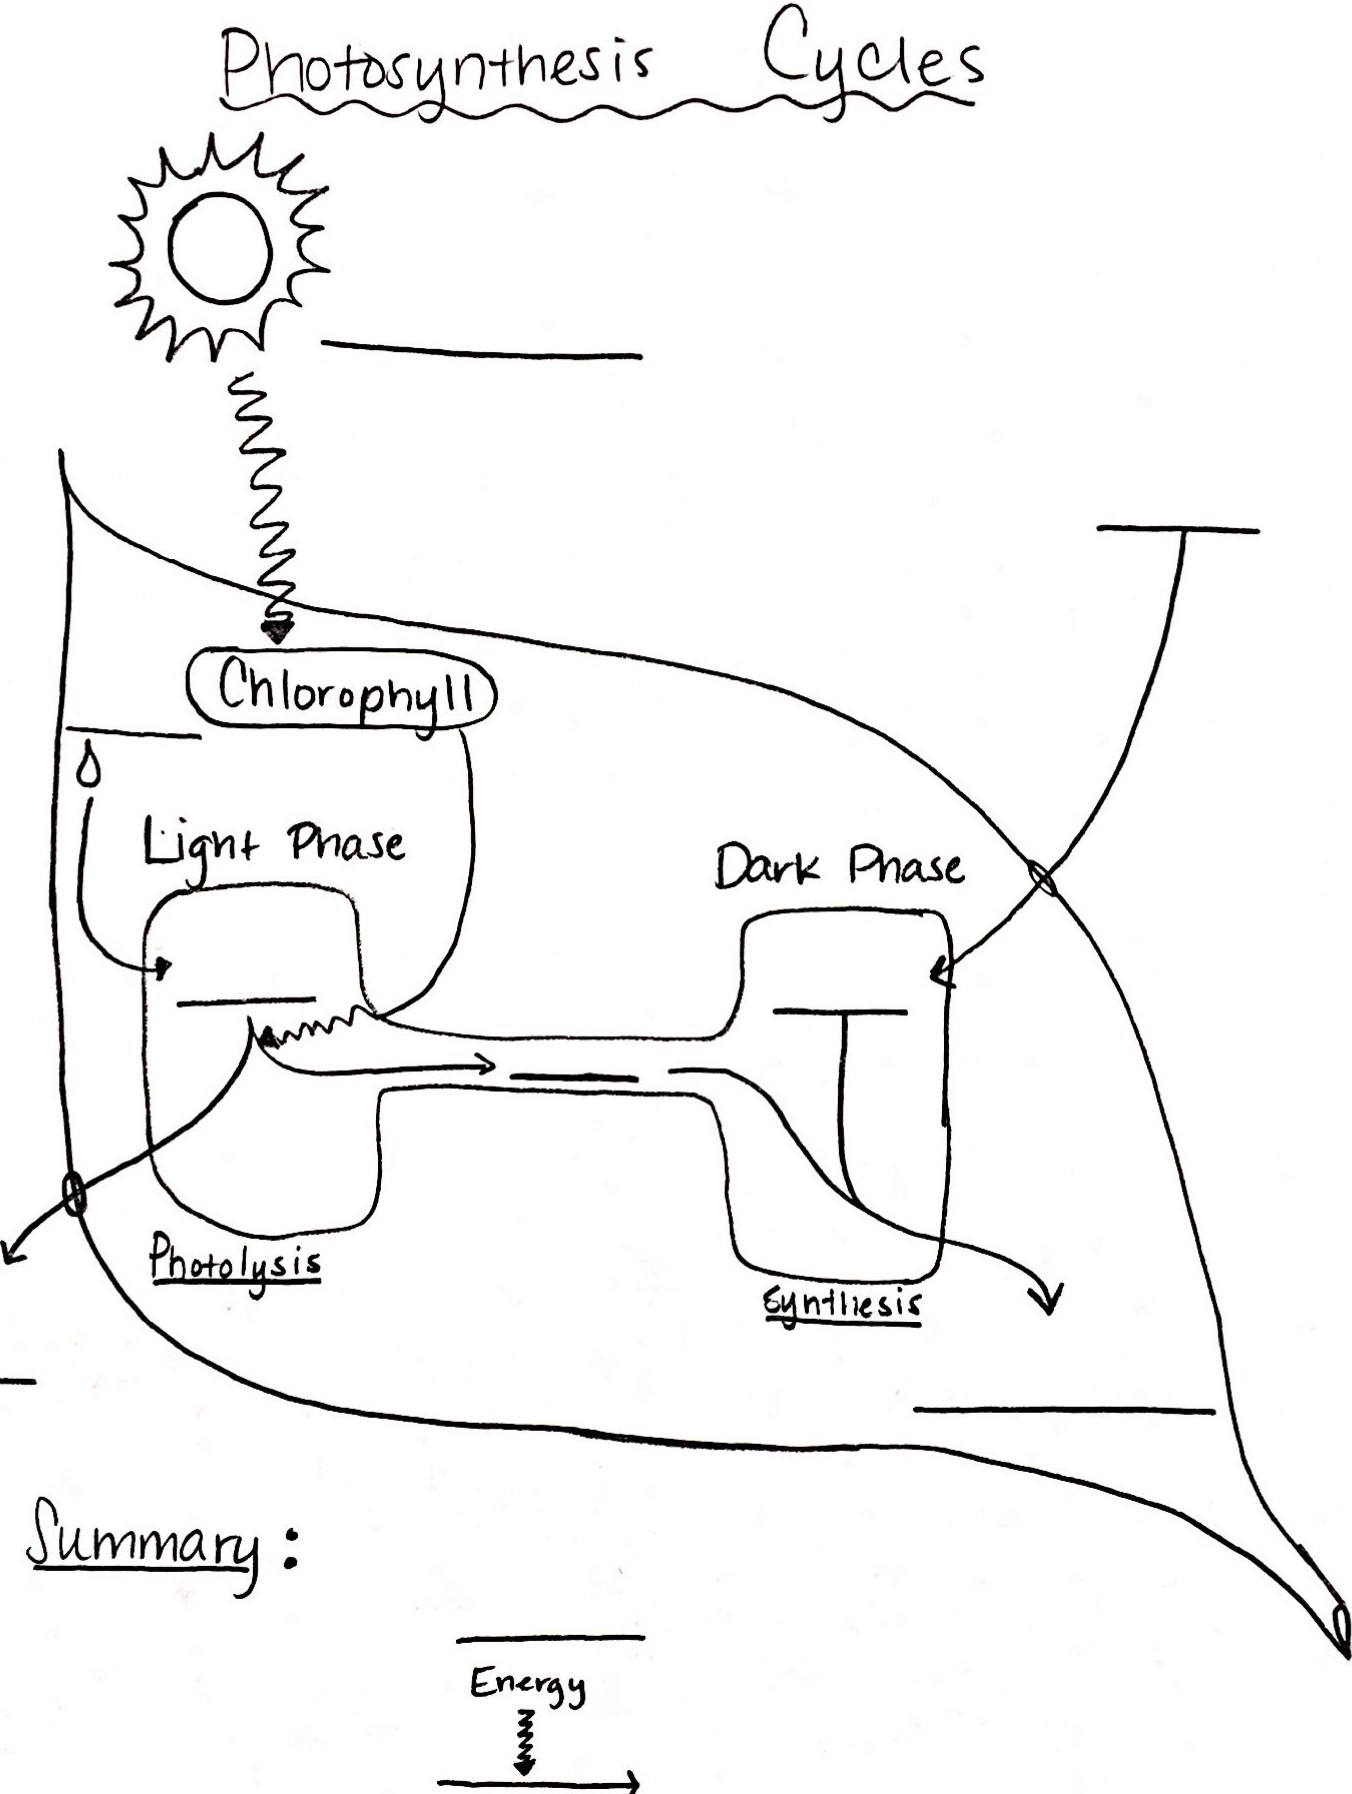 Photosynthesis Cycles
Chlorophyll
Light Phase
Dark Phase
Photolysis
Synthesis
Summary:
Energy